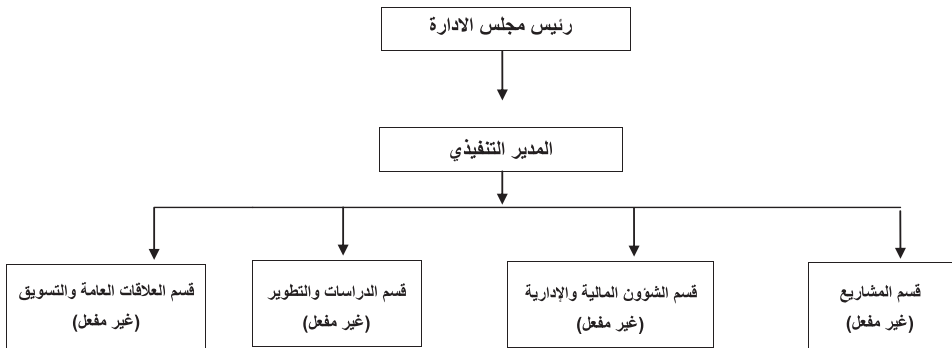 رئيس مجلس الادارة
المدير التنفيذي
قسم المشاريع
(غير مفعل)
قسم الشؤون المالية والإدارية
(غير مفعل)
قسم الدراسات والتطوير
(غير مفعل)
قسم العلاقات العامة والتسويق
(غير مفعل)